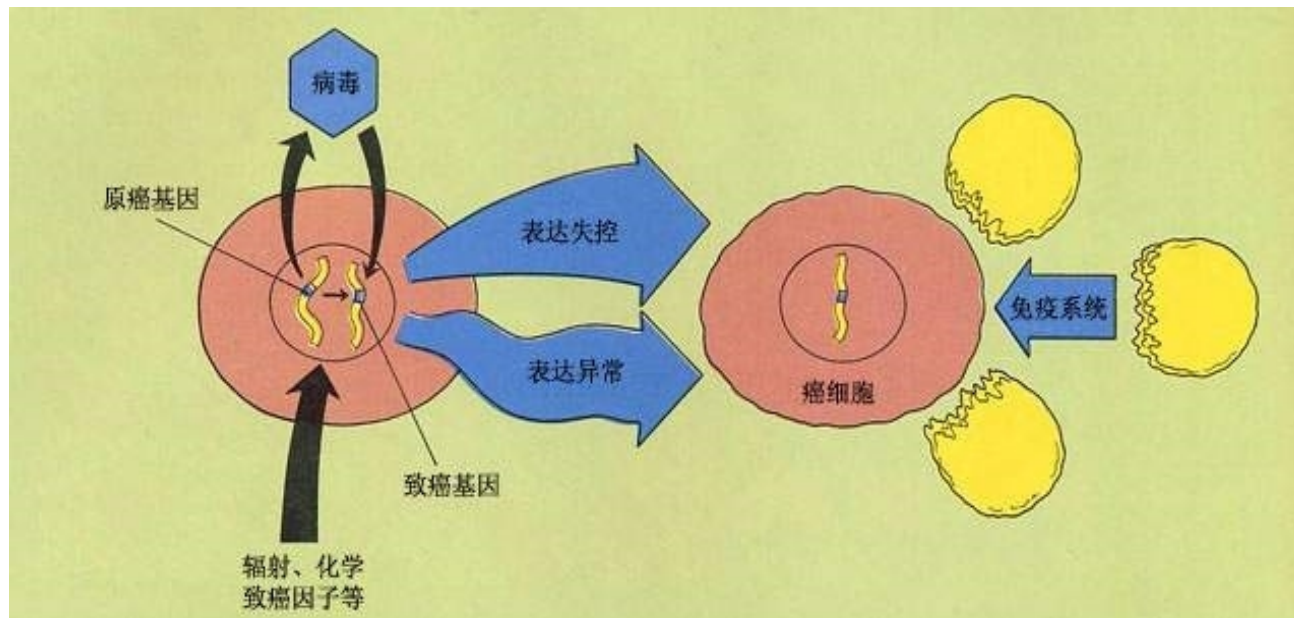 病毒
原癌基因
表达失控
免疫系统
表达异常
癌细胞
致癌基因
辐射、化学
致癌因子等